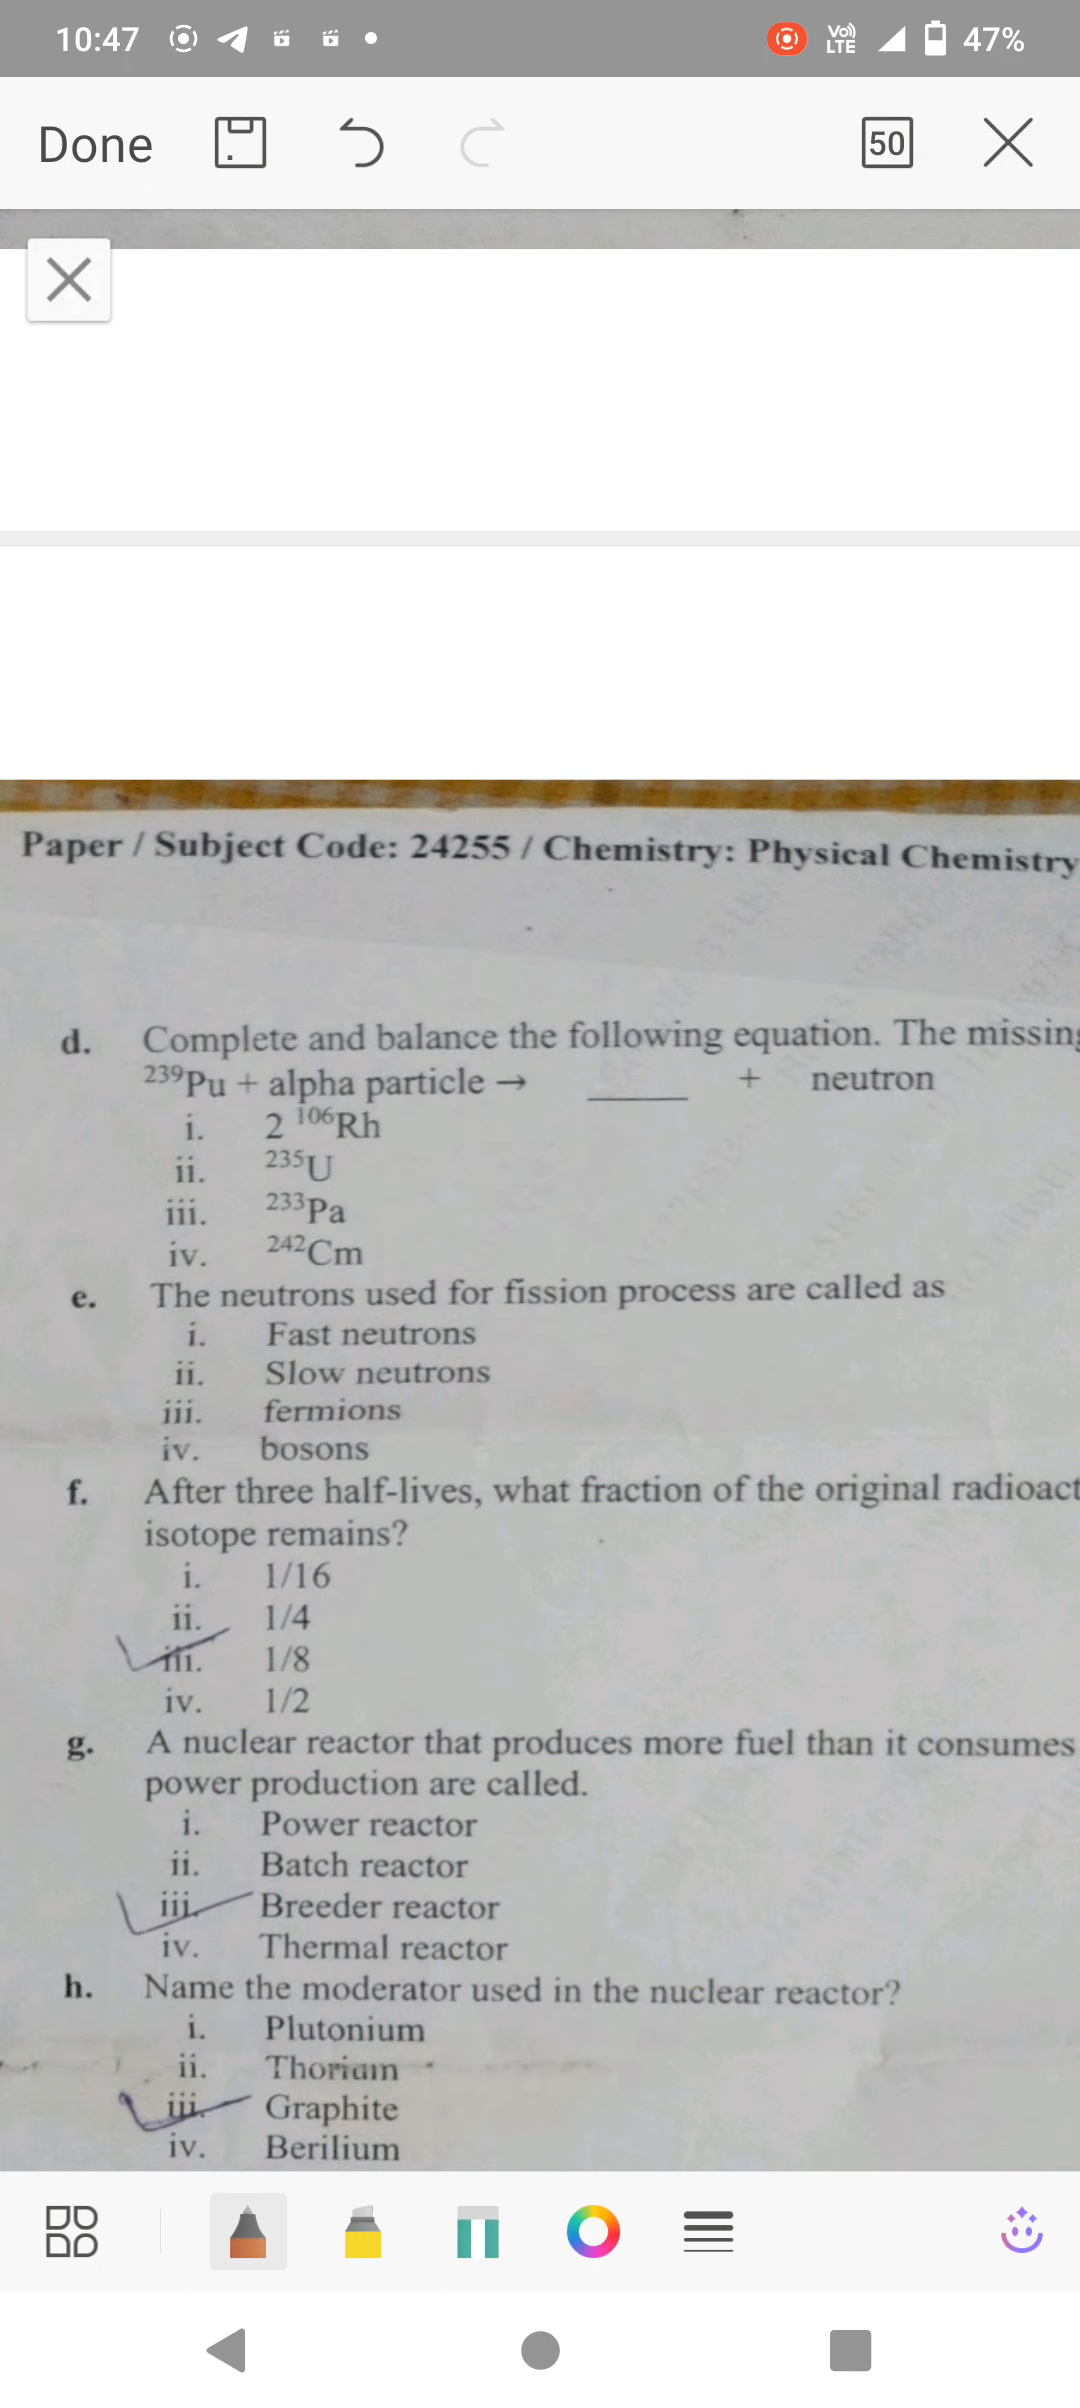 10:47
VoI) LTE
47%
Done
50
Paper / Subject Code: 24255 / Chemistry: Physical Chemistry
d. Complete and balance the following equation. The missing
²³⁹Pu + alpha particle → _____ + neutron
i. 2 ¹⁰⁶Rh
ii. ²³⁵U
iii. ²³³Pa
iv. ²⁴²Cm
e. The neutrons used for fission process are called as
i. Fast neutrons
ii. Slow neutrons
iii. fermions
iv. bosons
f. After three half-lives, what fraction of the original radioact
isotope remains?
i. 1/16
ii. 1/4
iii. 1/8
iv. 1/2
g. A nuclear reactor that produces more fuel than it consumes
power production are called.
i. Power reactor
ii. Batch reactor
iii. Breeder reactor
iv. Thermal reactor
h. Name the moderator used in the nuclear reactor?
i. Plutonium
ii. Thorium
iii. Graphite
iv. Berilium